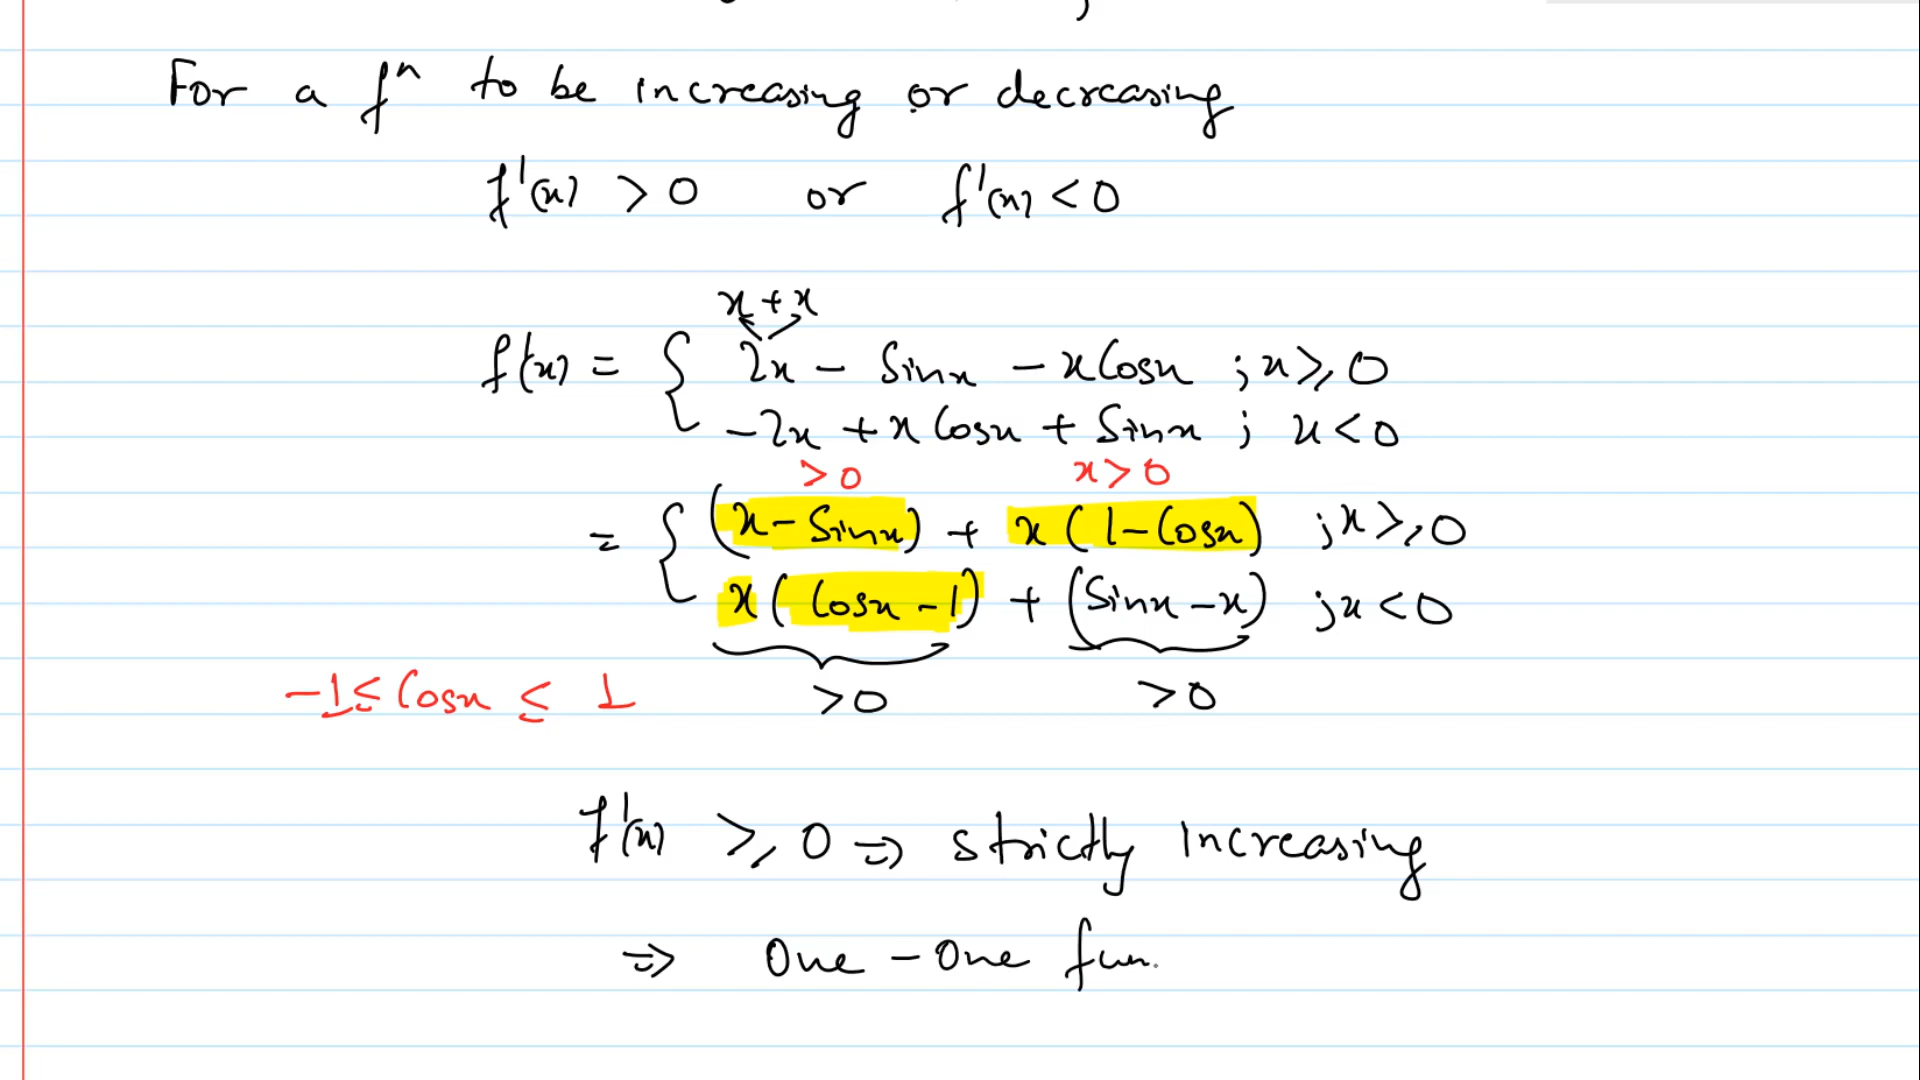 For a fⁿ to be increasing or decreasing
f'(x) > 0 or f'(x) < 0
x + x
f'(x) = { 2x - Sinx - xCosx ; x ≥ 0
-2x + x Cosx + Sinx ; x < 0
> 0 x > 0
= { (x - Sinx) + x (1 - Cosx) ; x ≥ 0
x (Cosx - 1) + (Sinx - x) ; x < 0
-1 ≤ Cosx ≤ 1 > 0 > 0
f'(x) ≥ 0 ⇒ strictly increasing
⇒ One - One fun.